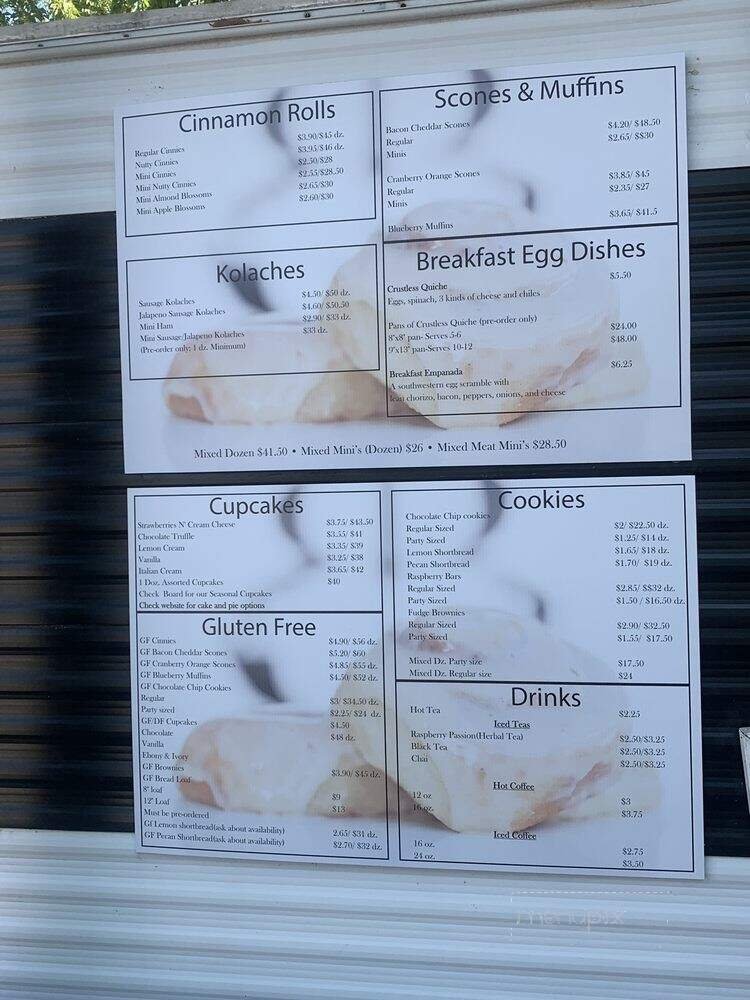 Cinnamon Rolls
Regular Cinnies $3.90/$45 dz.
Nutty Cinnies $3.95/$46 dz.
Mini Cinnies $2.50/$28
Mini Nutty Cinnies $2.55/$28.50
Mini Almond Blossoms $2.65/$30
Mini Apple Blossoms $2.60/$30
Kolaches
Sausage Kolaches $4.50/ $50 dz.
Jalapeno Sausage Kolaches $4.60/ $50.50
Mini Ham $2.90/ $33 dz.
Mini Sausage/Jalapeno Kolaches $33 dz.
(Pre-order only; 1 dz. Minimum)
Scones & Muffins
Bacon Cheddar Scones
Regular $4.20/ $48.50
Minis $2.65/ $$30
Cranberry Orange Scones
Regular $3.85/ $45
Minis $2.35/ $27
Blueberry Muffins $3.65/ $41.5
Breakfast Egg Dishes
Crustless Quiche $5.50
Eggs, spinach, 3 kinds of cheese and chiles
Pans of Crustless Quiche (pre-order only)
8"x8" pan- Serves 5-6 $24.00
9"x13" pan-Serves 10-12 $48.00
Breakfast Empanada $6.25
A southwestern egg scramble with
lean chorizo, bacon, peppers, onions, and cheese
Mixed Dozen $41.50 • Mixed Mini's (Dozen) $26 • Mixed Meat Mini's $28.50
Cupcakes
Strawberries N' Cream Cheese $3.75/ $43.50
Chocolate Truffle $3.55/ $41
Lemon Cream $3.35/ $39
Vanilla $3.25/ $38
Italian Cream $3.65/ $42
1 Doz. Assorted Cupcakes $40
Check Board for our Seasonal Cupcakes
Check website for cake and pie options
Gluten Free
GF Cinnies $4.90/ $56 dz.
GF Bacon Cheddar Scones $5.20/ $60
GF Cranberry Orange Scones $4.85/ $55 dz.
GF Blueberry Muffins $4.50/ $52 dz.
GF Chocolate Chip Cookies
Regular $3/ $34.50 dz.
Party sized $2.25/ $24 dz.
GF/DF Cupcakes $4.50
Chocolate $48 dz.
Vanilla
Ebony & Ivory
GF Brownies $3.90/ $45 dz.
GF Bread Loaf
8" loaf $9
12" Loaf $13
Must be pre-ordered
Gf Lemon shortbread(ask about availability) 2.65/ $31 dz.
GF Pecan Shortbread(ask about availability) $2.70/ $32 dz.
Cookies
Chocolate Chip cookies
Regular Sized $2/ $22.50 dz.
Party Sized $1.25/ $14 dz.
Lemon Shortbread $1.65/ $18 dz.
Pecan Shortbread $1.70/ $19 dz.
Raspberry Bars
Regular Sized $2.85/ $$32 dz.
Party Sized $1.50 / $16.50 dz.
Fudge Brownies
Regular Sized $2.90/ $32.50
Party Sized $1.55/ $17.50
Mixed Dz. Party size $17.50
Mixed Dz. Regular size $24
Drinks
Hot Tea $2.25
Iced Teas
Raspberry Passion(Herbal Tea) $2.50/$3.25
Black Tea $2.50/$3.25
Chai $2.50/$3.25
Hot Coffee
12 oz $3
16 oz. $3.75
Iced Coffee
16 oz. $2.75
24 oz. $3.50
menupix